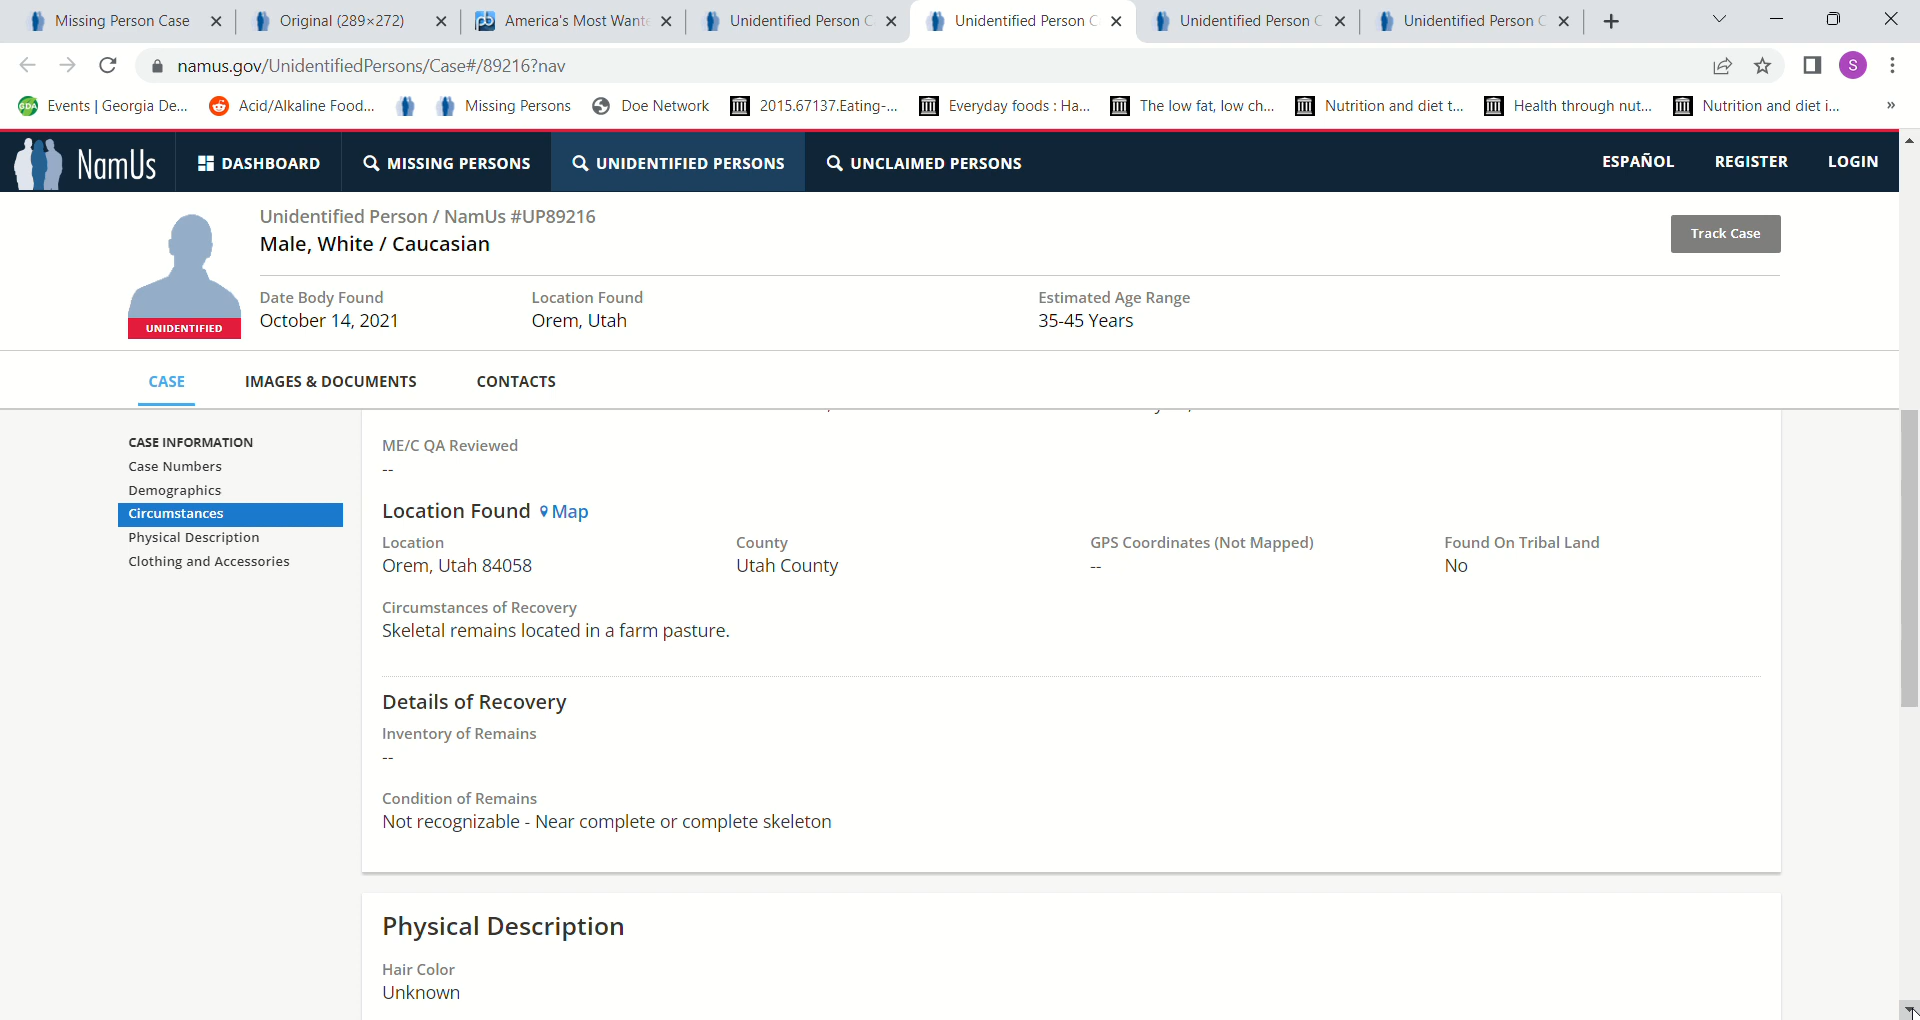 Missing Person Case
Original (289×272)
America's Most Wante
Unidentified Person C
Unidentified Person C
Unidentified Person C
Unidentified Person C
namus.gov/UnidentifiedPersons/Case#/89216?nav
S
GDA
Events | Georgia De...
Acid/Alkaline Food...
Missing Persons
Doe Network
2015.67137.Eating-...
Everyday foods : Ha...
The low fat, low ch...
Nutrition and diet t...
Health through nut...
Nutrition and diet i...
»
NamUs
DASHBOARD
MISSING PERSONS
UNIDENTIFIED PERSONS
UNCLAIMED PERSONS
ESPAÑOL
REGISTER
LOGIN
Unidentified Person / NamUs #UP89216
Male, White / Caucasian
Track Case
UNIDENTIFIED
Date Body Found
October 14, 2021
Location Found
Orem, Utah
Estimated Age Range
35-45 Years
CASE
IMAGES & DOCUMENTS
CONTACTS
CASE INFORMATION
Case Numbers
Demographics
Circumstances
Physical Description
Clothing and Accessories
ME/C QA Reviewed
--
Location Found Map
Location
Orem, Utah 84058
County
Utah County
GPS Coordinates (Not Mapped)
--
Found On Tribal Land
No
Circumstances of Recovery
Skeletal remains located in a farm pasture.
Details of Recovery
Inventory of Remains
--
Condition of Remains
Not recognizable - Near complete or complete skeleton
Physical Description
Hair Color
Unknown